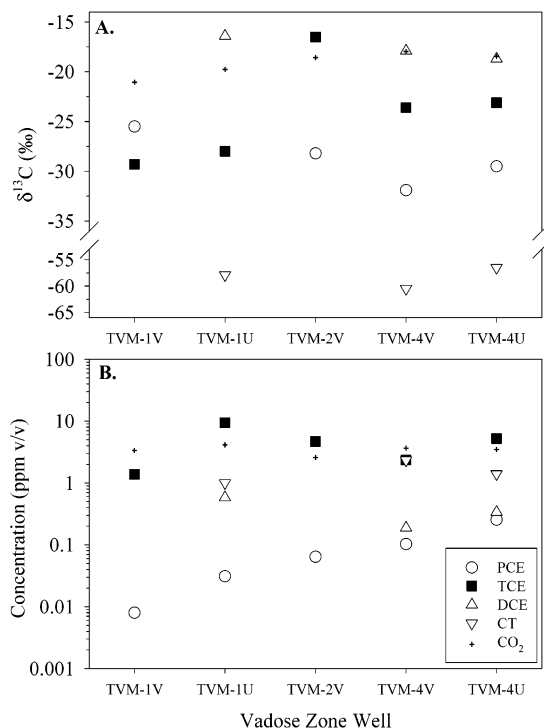 A.
-15
-20
-25
-30
-35
-55
-60
-65
δ¹³C (‰)
TVM-1V TVM-1U TVM-2V TVM-4V TVM-4U
B.
100
10
1
0.1
0.01
0.001
Concentration (ppm v/v)
PCE
TCE
DCE
CT
CO₂
TVM-1V TVM-1U TVM-2V TVM-4V TVM-4U
Vadose Zone Well